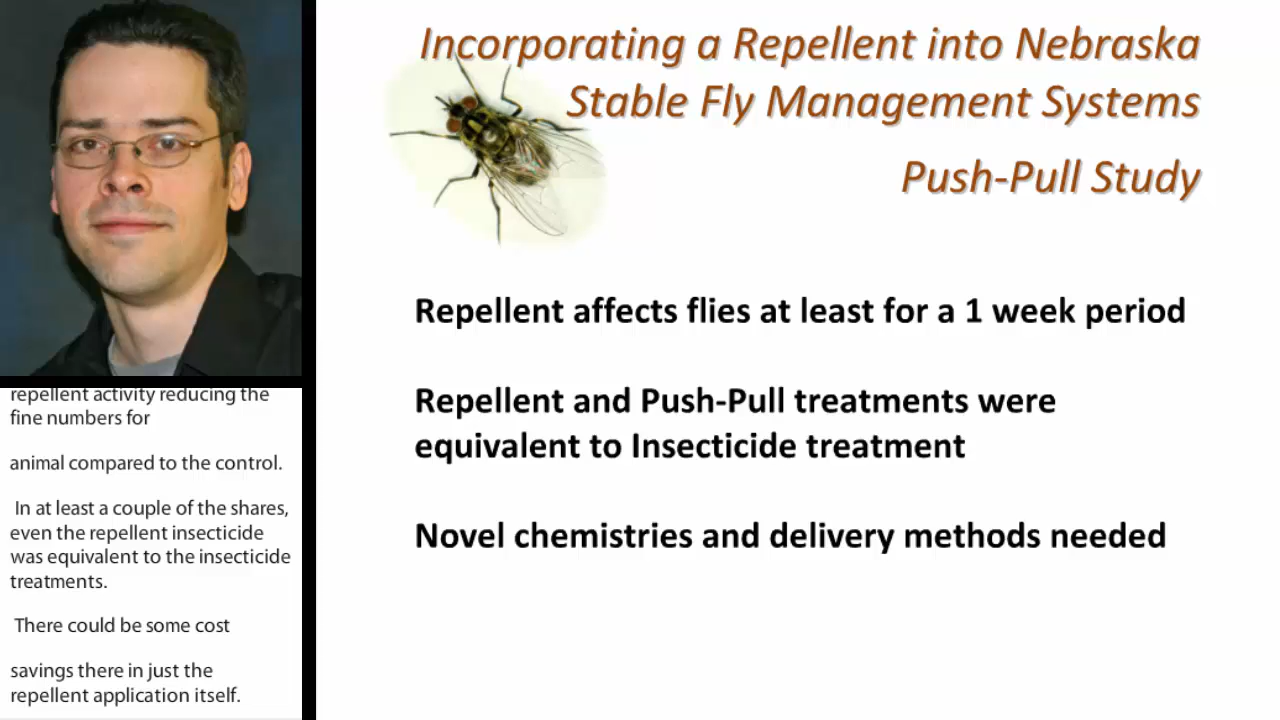 Incorporating a Repellent into Nebraska
Stable Fly Management Systems
Push-Pull Study
Repellent affects flies at least for a 1 week period
Repellent and Push-Pull treatments were
equivalent to Insecticide treatment
Novel chemistries and delivery methods needed
repellent activity reducing the
fine numbers for
animal compared to the control.
In at least a couple of the shares,
even the repellent insecticide
was equivalent to the insecticide
treatments.
There could be some cost
savings there in just the
repellent application itself.